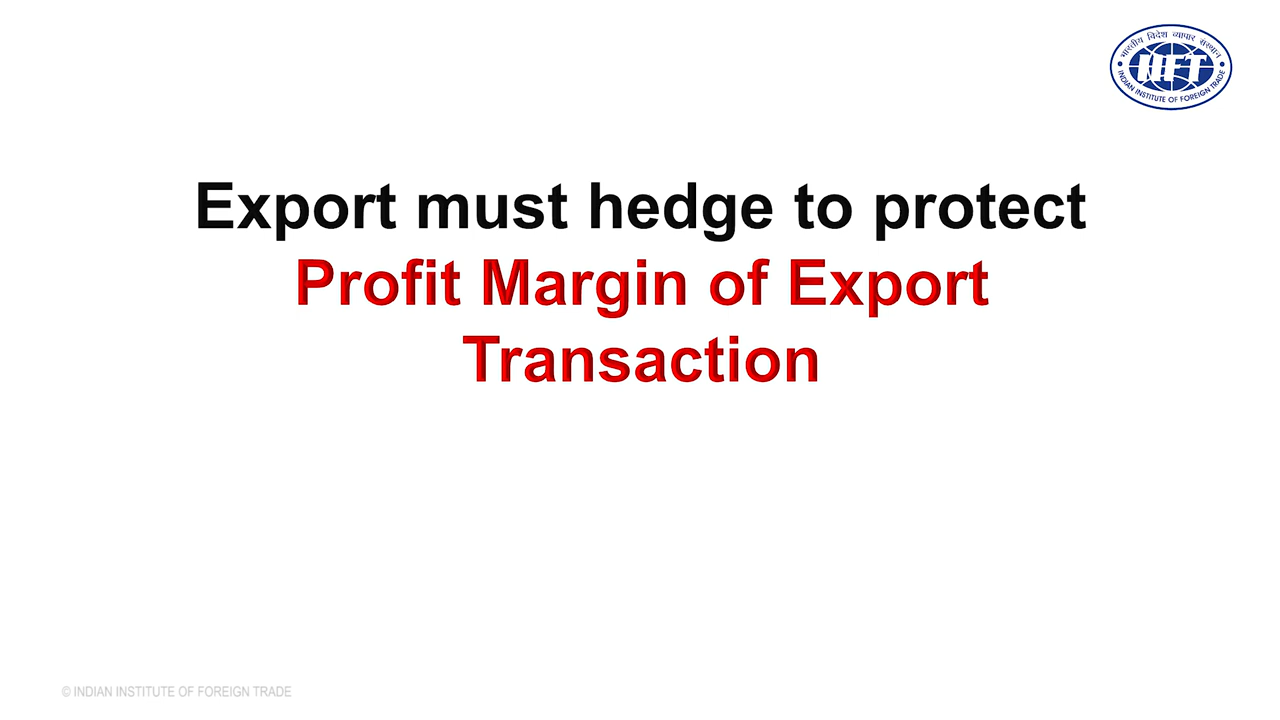 भारतीय विदेश व्यापार संस्थान
IIFT
INDIAN INSTITUTE OF FOREIGN TRADE
Export must hedge to protect
Profit Margin of Export
Transaction
© INDIAN INSTITUTE OF FOREIGN TRADE